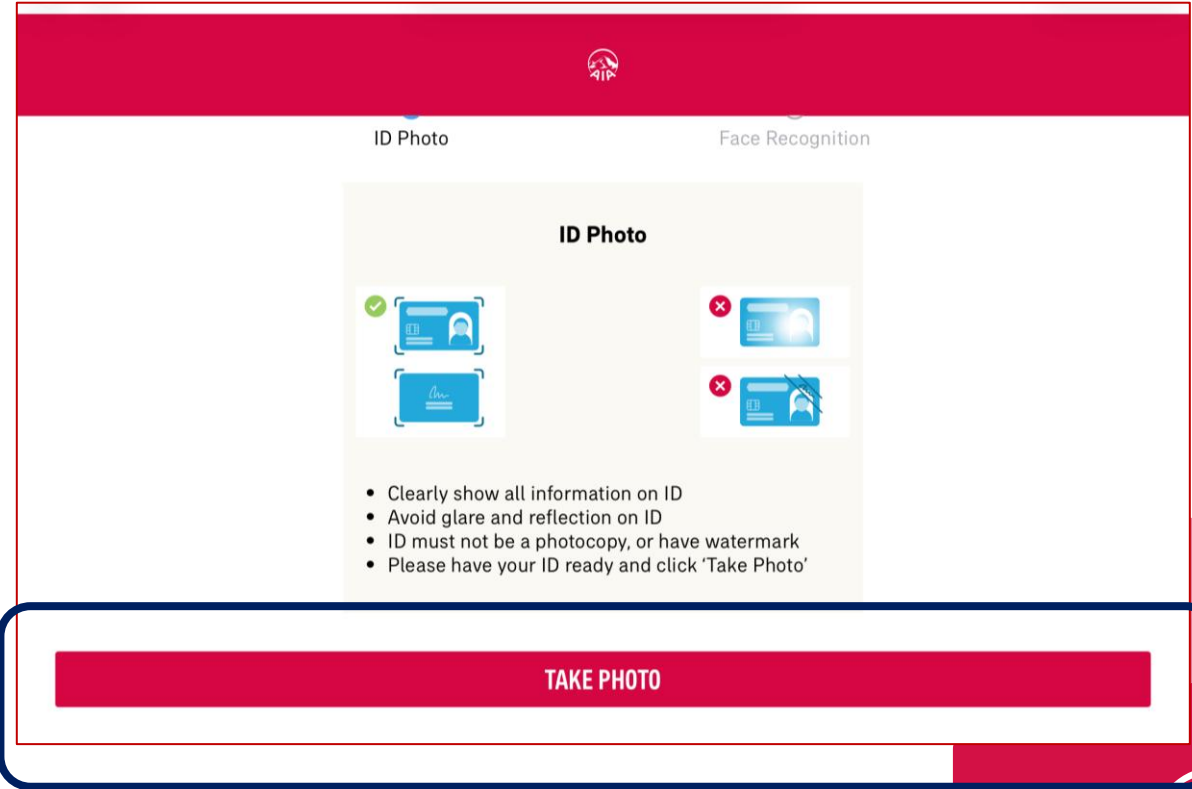 AIA
ID Photo
Face Recognition
ID Photo
Clearly show all information on ID
Avoid glare and reflection on ID
ID must not be a photocopy, or have watermark
Please have your ID ready and click ‘Take Photo’
TAKE PHOTO